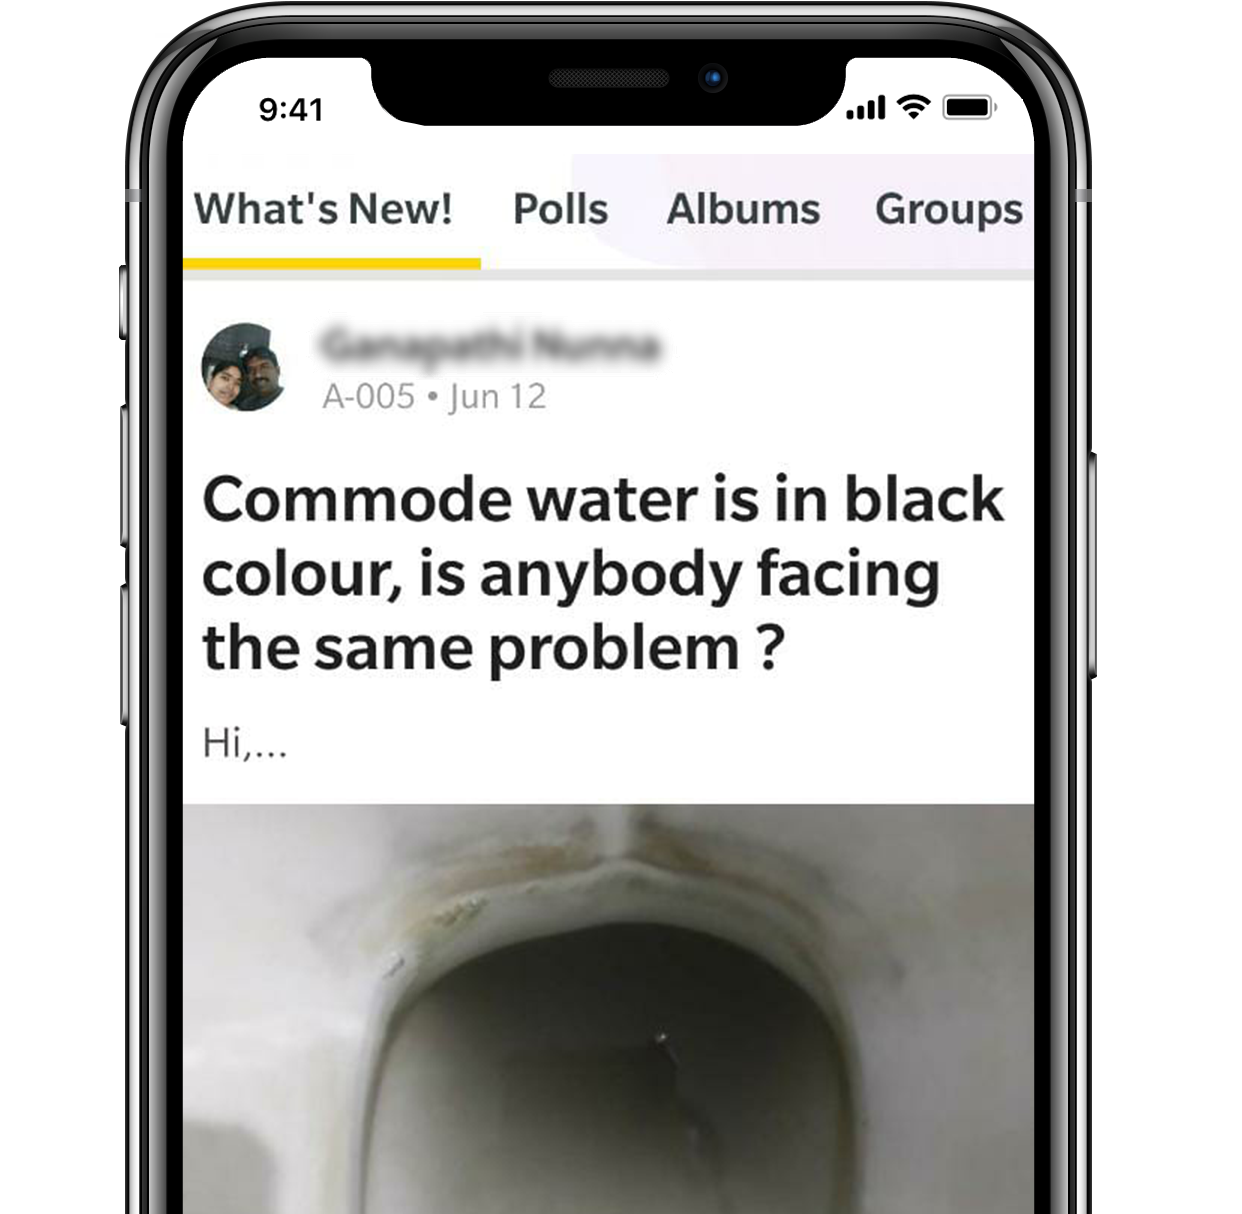 9:41
What's New! Polls Albums Groups
A-005 • Jun 12
Commode water is in black
colour, is anybody facing
the same problem ?
Hi,...